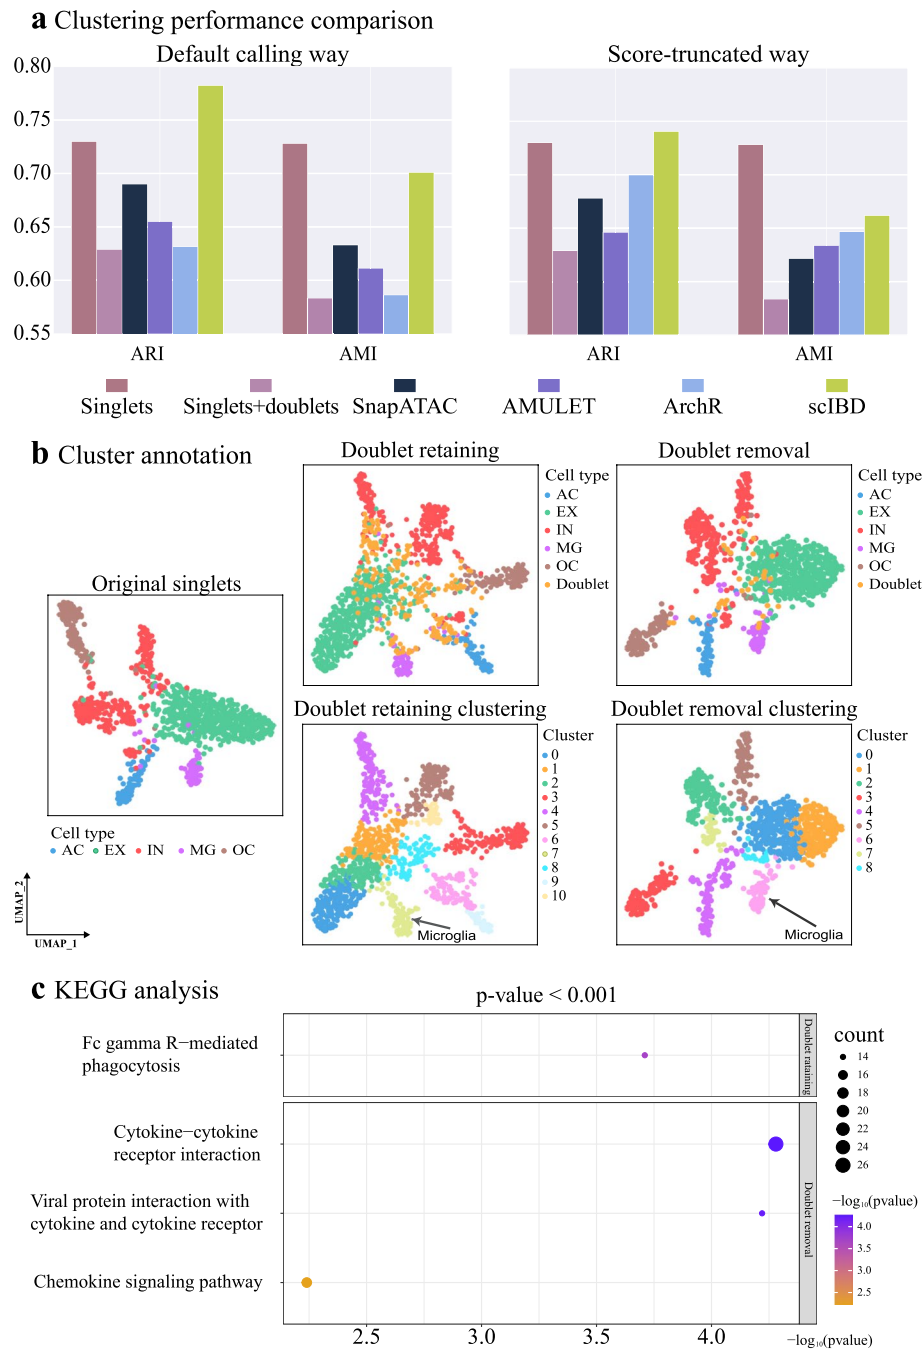 a Clustering performance comparison
Default calling way
Score-truncated way
0.80
0.75
0.70
0.65
0.60
0.55
ARI
AMI
ARI
AMI
Singlets
Singlets+doublets
SnapATAC
AMULET
ArchR
scIBD
b Cluster annotation
Original singlets
Cell type
AC
EX
IN
MG
OC
UMAP_2
UMAP_1
Doublet retaining
Cell type
AC
EX
IN
MG
OC
Doublet
Doublet removal
Cell type
AC
EX
IN
MG
OC
Doublet
Doublet retaining clustering
Cluster
0
1
2
3
4
5
6
7
8
9
10
Microglia
Doublet removal clustering
Cluster
0
1
2
3
4
5
6
7
8
Microglia
c KEGG analysis
p-value < 0.001
Fc gamma R−mediated
phagocytosis
Doublet rataining
Cytokine−cytokine
receptor interaction
Viral protein interaction with
cytokine and cytokine receptor
Chemokine signaling pathway
Doublet removal
2.5
3.0
3.5
4.0
−log₁₀(pvalue)
count
14
16
18
20
22
24
26
−log₁₀(pvalue)
4.0
3.5
3.0
2.5